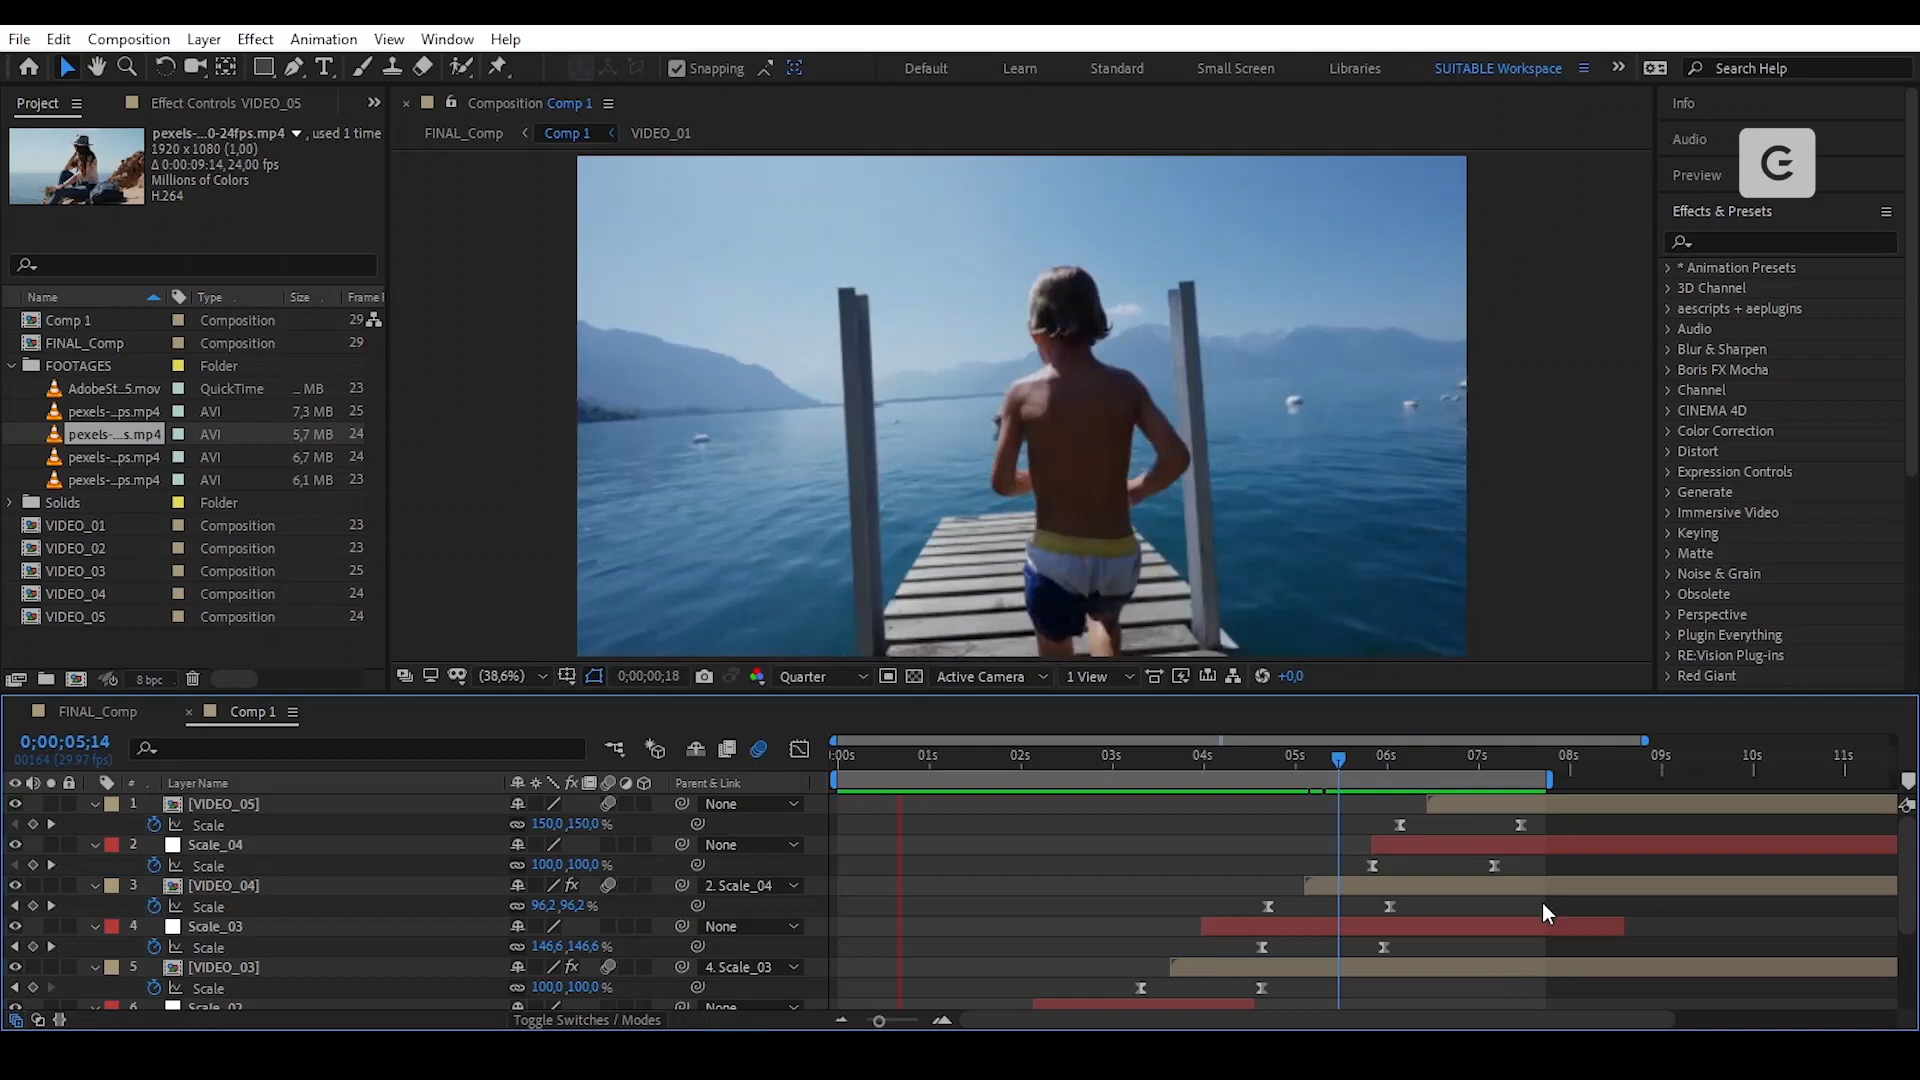 File Edit Composition Layer Effect Animation View Window Help
Snapping Default Learn Standard Small Screen Libraries SUITABLE Workspace Search Help
Project Effect Controls VIDEO_05
Composition Comp 1
FINAL_Comp Comp 1 VIDEO_01
pexels-...0-24fps.mp4 , used 1 time
1920 x 1080 (1,00)
Δ 0:00:09:14, 24,00 fps
Millions of Colors
H.264
Name Type Size Frame
Comp 1 Composition 29
FINAL_Comp Composition 29
FOOTAGES Folder
AdobeSt...5.mov QuickTime ... MB 23
pexels-...ps.mp4 AVI 7,3 MB 25
pexels-...s.mp4 AVI 5,7 MB 24
pexels-...ps.mp4 AVI 6,7 MB 24
pexels-...ps.mp4 AVI 6,1 MB 23
Solids Folder
VIDEO_01 Composition 23
VIDEO_02 Composition 23
VIDEO_03 Composition 25
VIDEO_04 Composition 24
VIDEO_05 Composition 24
8 bpc
(38,6%) 0;00;00;18 Quarter Active Camera 1 View +0,0
Info
Audio
Preview
G
Effects & Presets
* Animation Presets
3D Channel
aescripts + aeplugins
Audio
Blur & Sharpen
Boris FX Mocha
Channel
CINEMA 4D
Color Correction
Distort
Expression Controls
Generate
Immersive Video
Keying
Matte
Noise & Grain
Obsolete
Perspective
Plugin Everything
RE:Vision Plug-ins
Red Giant
FINAL_Comp Comp 1
0;00;05;14
00164 (29.97 fps)
:00s 01s 02s 03s 04s 05s 06s 07s 08s 09s 10s 11s
# Layer Name fx Parent & Link
1 [VIDEO_05] None
Scale 150,0,150,0 %
2 Scale_04 None
Scale 100,0,100,0 %
3 [VIDEO_04] fx 2. Scale_04
Scale 96,2,96,2 %
4 Scale_03 None
Scale 146,6,146,6 %
5 [VIDEO_03] fx 4. Scale_03
Scale 100,0,100,0 %
6 Scale_02 None
Toggle Switches / Modes